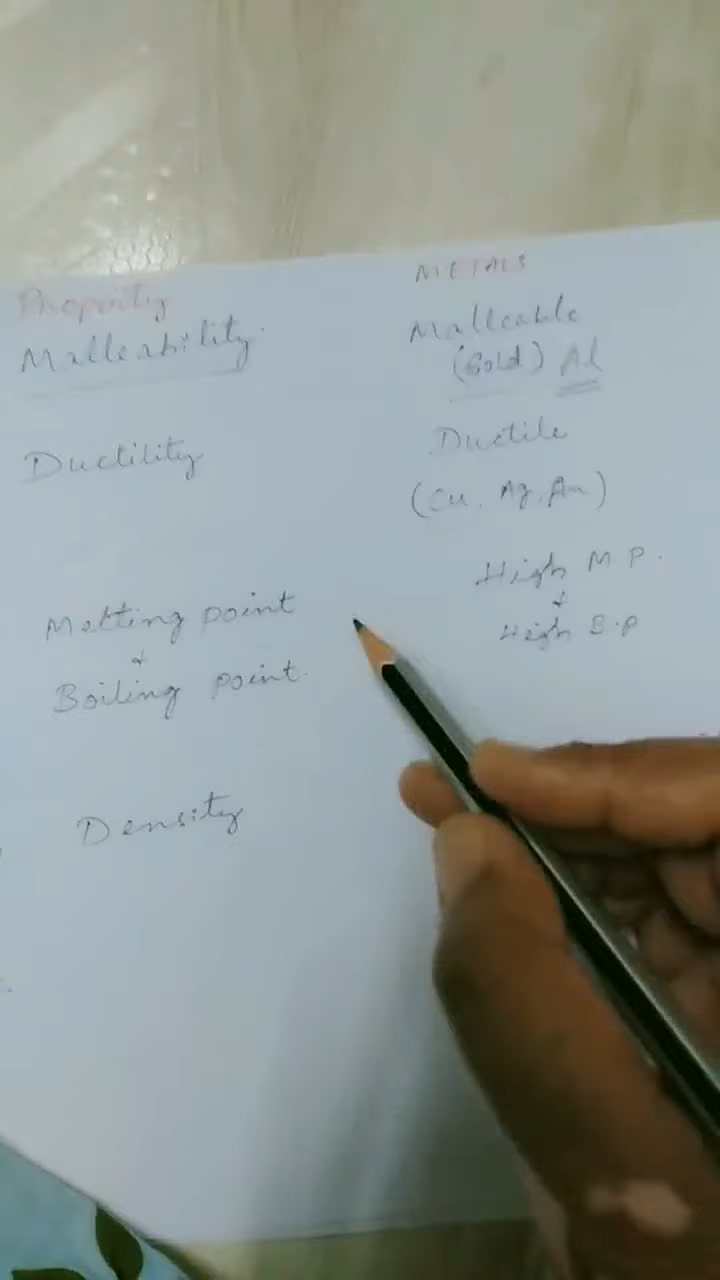 Property
METALS
Malleability.
Malleable
(Gold) Al
Ductility
Ductile
(Cu, Ag, Au)
Melting point
&
Boiling point.
High M P.
&
High B.P
Density